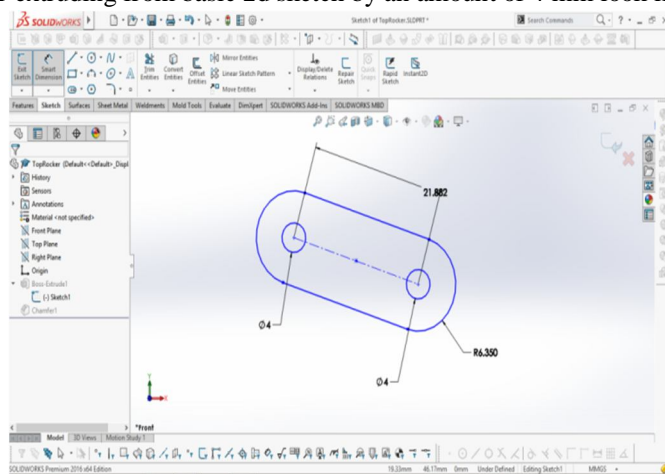 extruding from basic 2d sketch by an amount of 4 mm
SOLIDWORKS
Sketch1 of TopRocker.SLDPRT *
Search Commands
Exit Sketch
Smart Dimension
Trim Entities
Convert Entities
Offset Entities
Mirror Entities
Linear Sketch Pattern
Move Entities
Display/Delete Relations
Repair Sketch
Quick Snaps
Rapid Sketch
Instant2D
Features Sketch Surfaces Sheet Metal Weldments Mold Tools Evaluate DimXpert SOLIDWORKS Add-Ins SOLIDWORKS MBD
TopRocker (Default<<Default>_Displ
History
Sensors
Annotations
Material <not specified>
Front Plane
Top Plane
Right Plane
Origin
Boss-Extrude1
(-) Sketch1
Chamfer1
21.882
Ø4
R6.350
Ø4
*Front
Model 3D Views Motion Study 1
SOLIDWORKS Premium 2016 x64 Edition
19.33mm 46.17mm 0mm Under Defined Editing Sketch1 MMGS